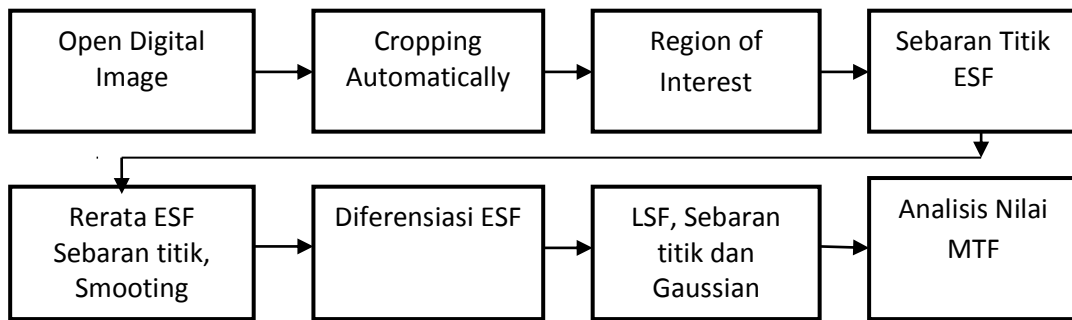 Open Digital
Image
Cropping
Automatically
Region of
Interest
Sebaran Titik
ESF
Rerata ESF
Sebaran titik,
Smooting
Diferensiasi ESF
LSF, Sebaran
titik dan
Gaussian
Analisis Nilai
MTF